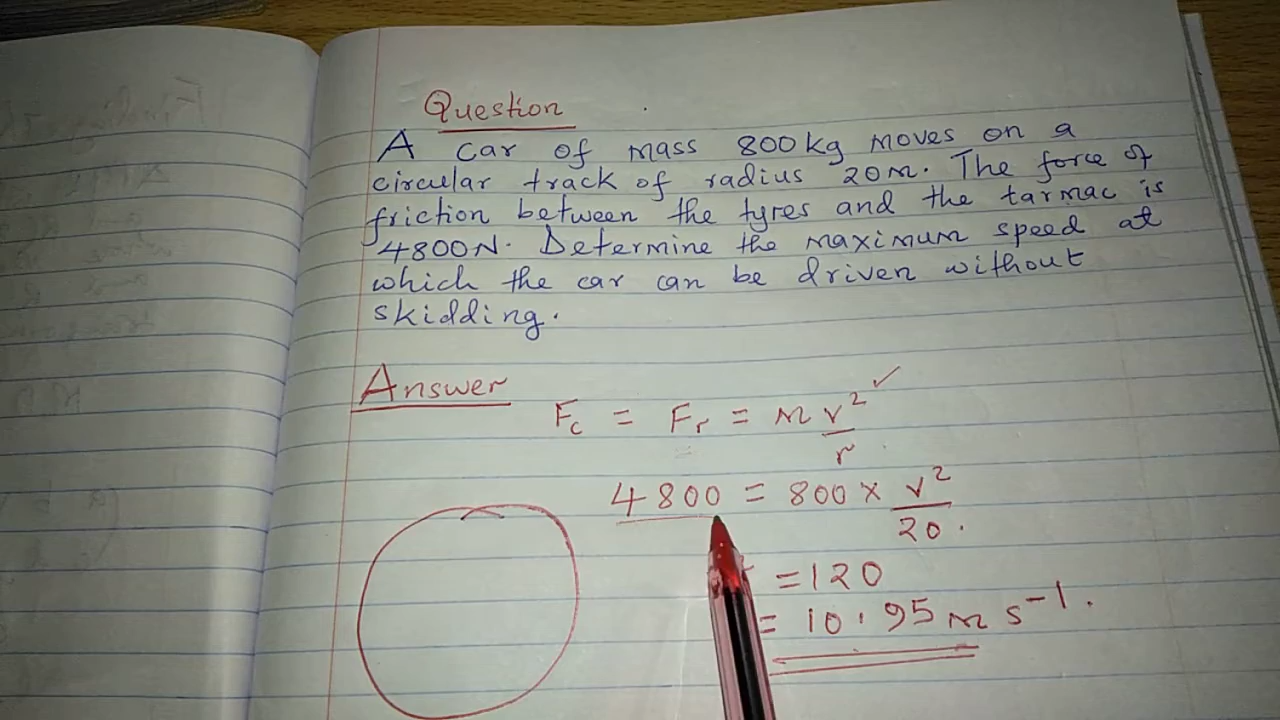 Question
A car of mass 800kg moves on a
circular track of radius 20m. The force of
friction between the tyres and the tarmac is
4800N. Determine the maximum speed at
which the car can be driven without
skidding.
Answer
Fc = Fr = m v²/r ✓
4800 = 800 × v²/20.
= 120
= 10.95 m s⁻¹.